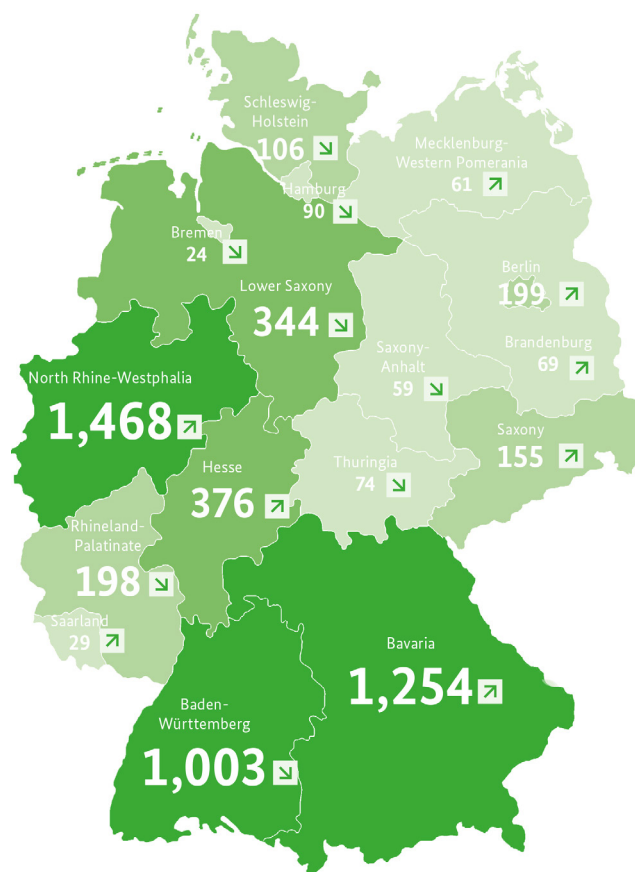 Schleswig-
Holstein
106
Mecklenburg-
Western Pomerania
61
Hamburg
90
Bremen
24
Berlin
199
Lower Saxony
344
Brandenburg
69
Saxony-
Anhalt
59
North Rhine-Westphalia
1,468
Saxony
155
Hesse
376
Thuringia
74
Rhineland-
Palatinate
198
Saarland
29
Bavaria
1,254
Baden-
Württemberg
1,003